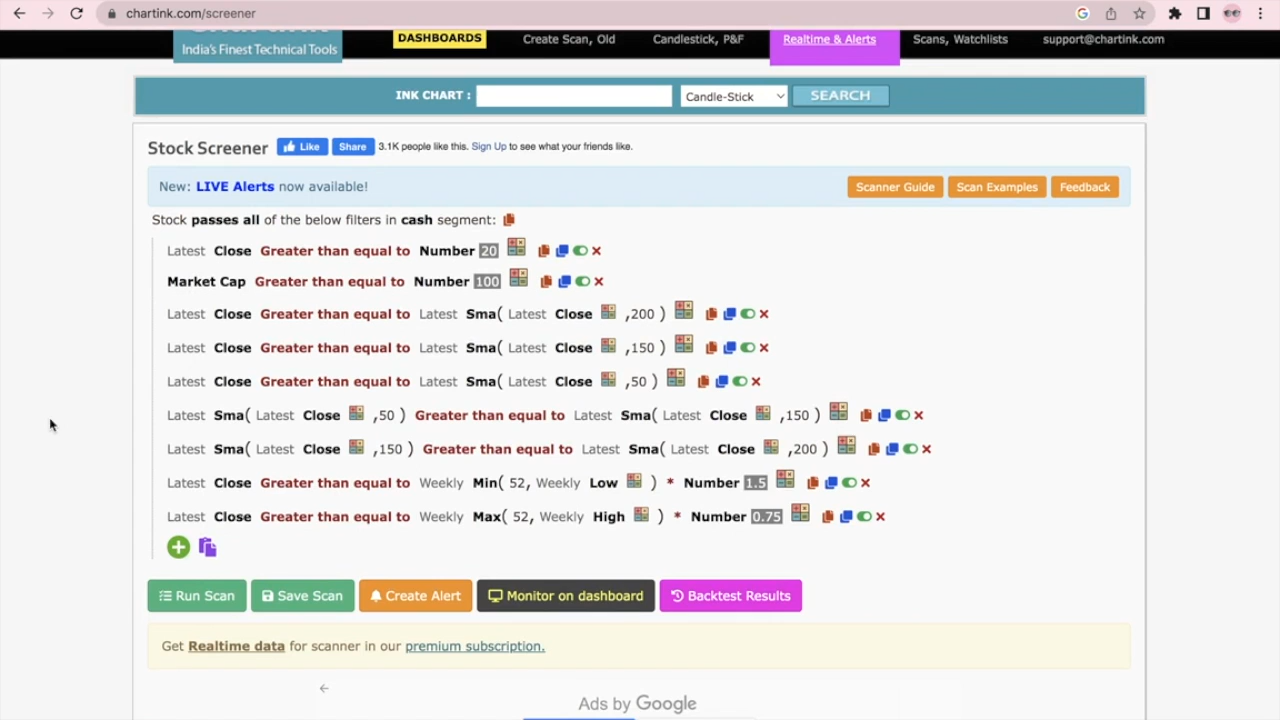 chartink.com/screener
India's Finest Technical Tools
DASHBOARDS
Create Scan, Old
Candlestick, P&F
Realtime & Alerts
Scans, Watchlists
support@chartink.com
INK CHART :
Candle-Stick
SEARCH
Stock Screener Like Share 3.1K people like this. Sign Up to see what your friends like.
New: LIVE Alerts now available!
Scanner Guide
Scan Examples
Feedback
Stock passes all of the below filters in cash segment:
Latest Close Greater than equal to Number 20
Market Cap Greater than equal to Number 100
Latest Close Greater than equal to Latest Sma( Latest Close ,200 )
Latest Close Greater than equal to Latest Sma( Latest Close ,150 )
Latest Close Greater than equal to Latest Sma( Latest Close ,50 )
Latest Sma( Latest Close ,50 ) Greater than equal to Latest Sma( Latest Close ,150 )
Latest Sma( Latest Close ,150 ) Greater than equal to Latest Sma( Latest Close ,200 )
Latest Close Greater than equal to Weekly Min( 52, Weekly Low ) * Number 1.5
Latest Close Greater than equal to Weekly Max( 52, Weekly High ) * Number 0.75
Run Scan
Save Scan
Create Alert
Monitor on dashboard
Backtest Results
Get Realtime data for scanner in our premium subscription.
Ads by Google